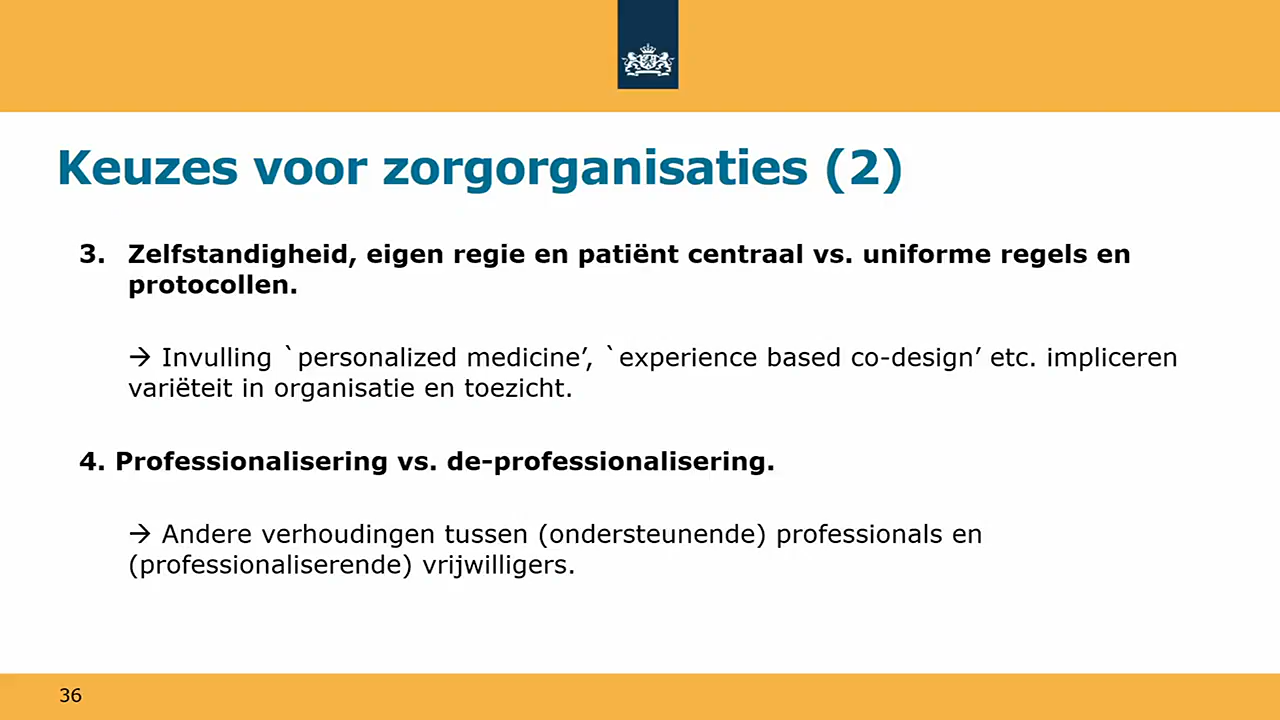 Keuzes voor zorgorganisaties (2)
3. Zelfstandigheid, eigen regie en patiënt centraal vs. uniforme regels en
protocollen.
→ Invulling `personalized medicine’, `experience based co-design’ etc. impliceren
variëteit in organisatie en toezicht.
4. Professionalisering vs. de-professionalisering.
→ Andere verhoudingen tussen (ondersteunende) professionals en
(professionaliserende) vrijwilligers.
36